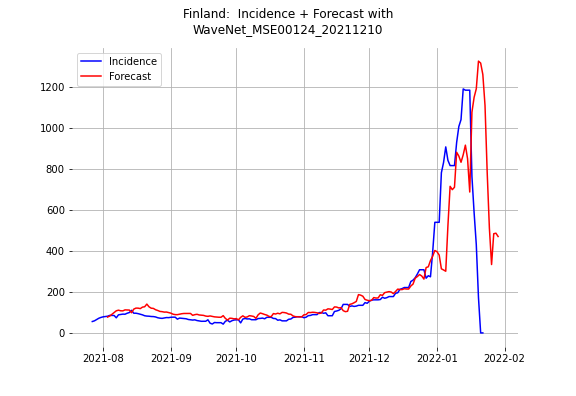 Finland:  Incidence + Forecast with
WaveNet_MSE00124_20211210
Incidence
Forecast
1200
1000
800
600
400
200
0
2021-08 2021-09 2021-10 2021-11 2021-12 2022-01 2022-02